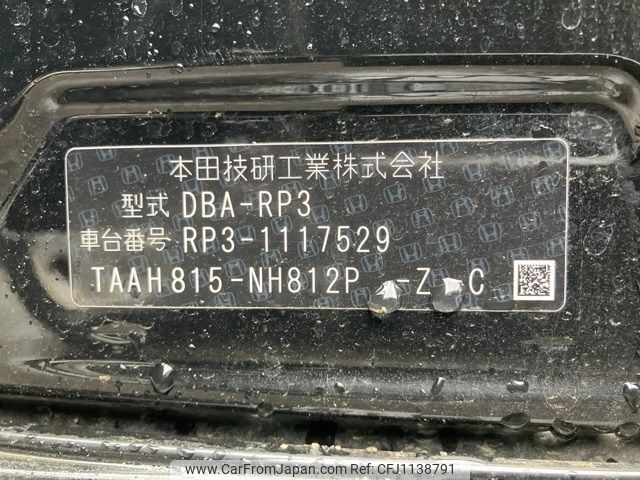 本田技研工業株式会社
型式 DBA-RP3
車台番号 RP3-1117529
TAAH815-NH812P -Z C
www.CarFromJapan.com
REFNO:CFJ1138791